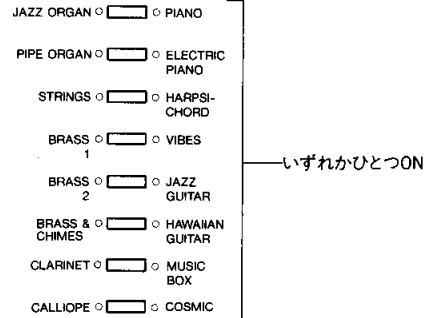 JAZZ ORGAN PIANO
PIPE ORGAN ELECTRIC
PIANO
STRINGS HARPSI-
CHORD
BRASS VIBES
1
BRASS JAZZ
2 GUITAR
BRASS & HAWAIIAN
CHIMES GUITAR
CLARINET MUSIC
BOX
CALLIOPE COSMIC
いずれかひとつON